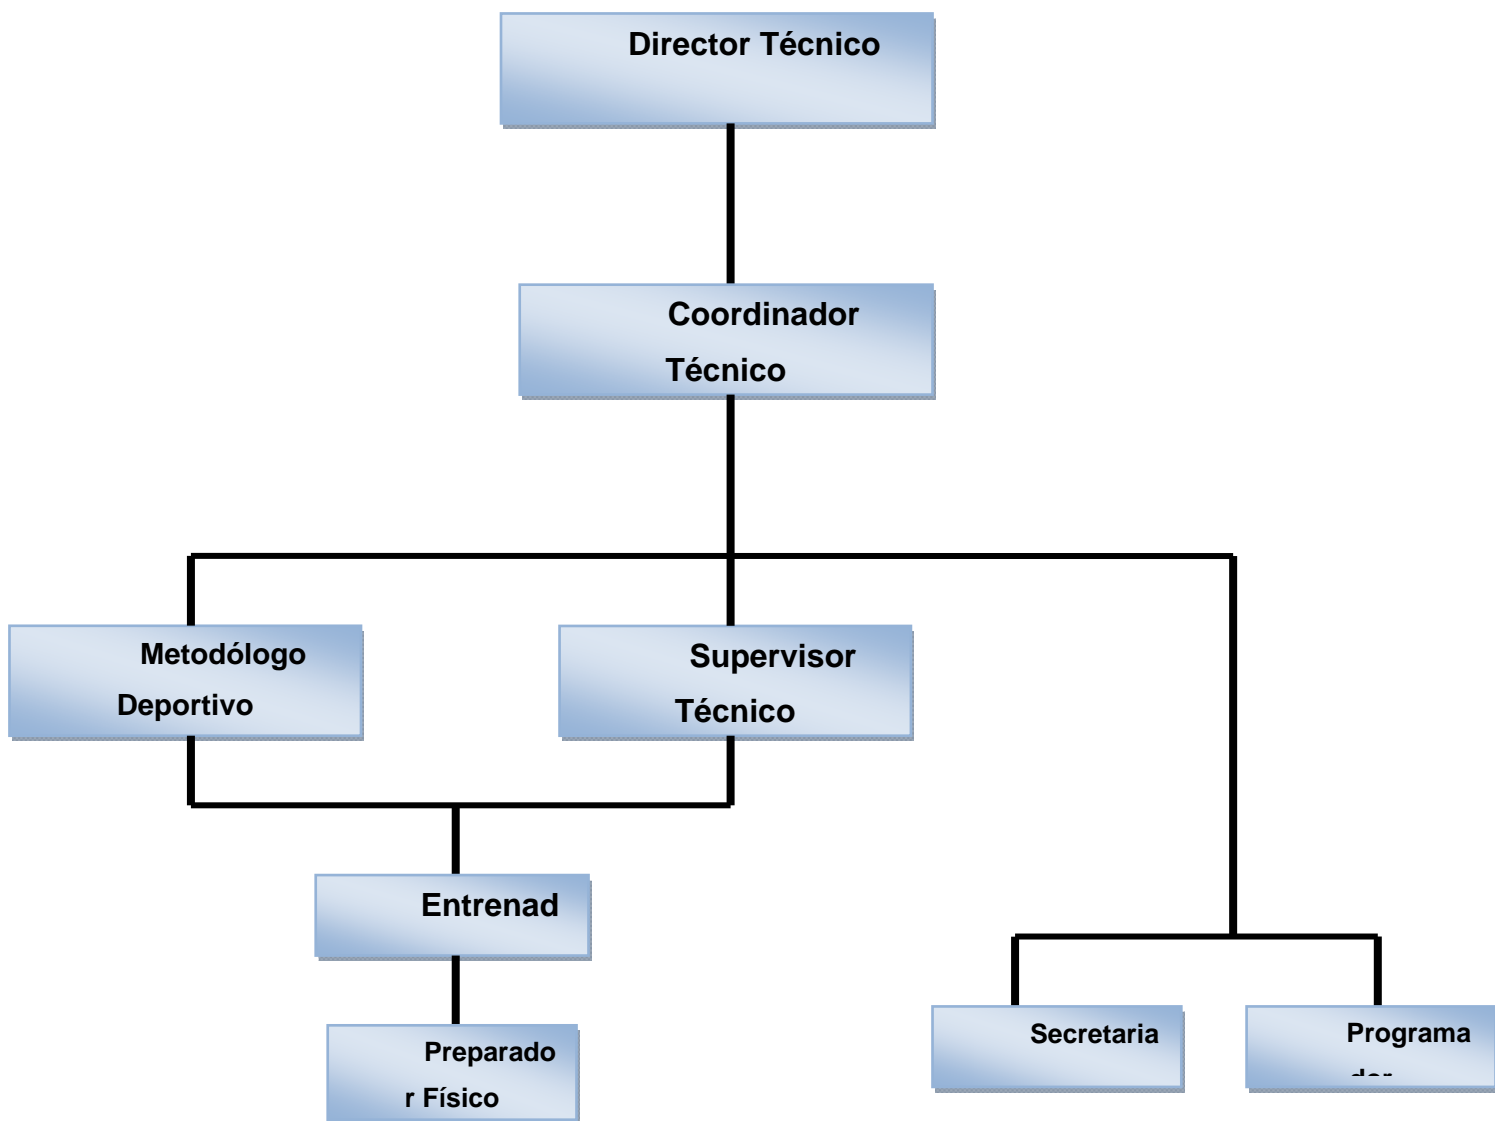 Director Técnico
Coordinador
Técnico
Metodólogo
Deportivo
Supervisor
Técnico
Entrenad
Preparado
r Físico
Secretaria
Programa